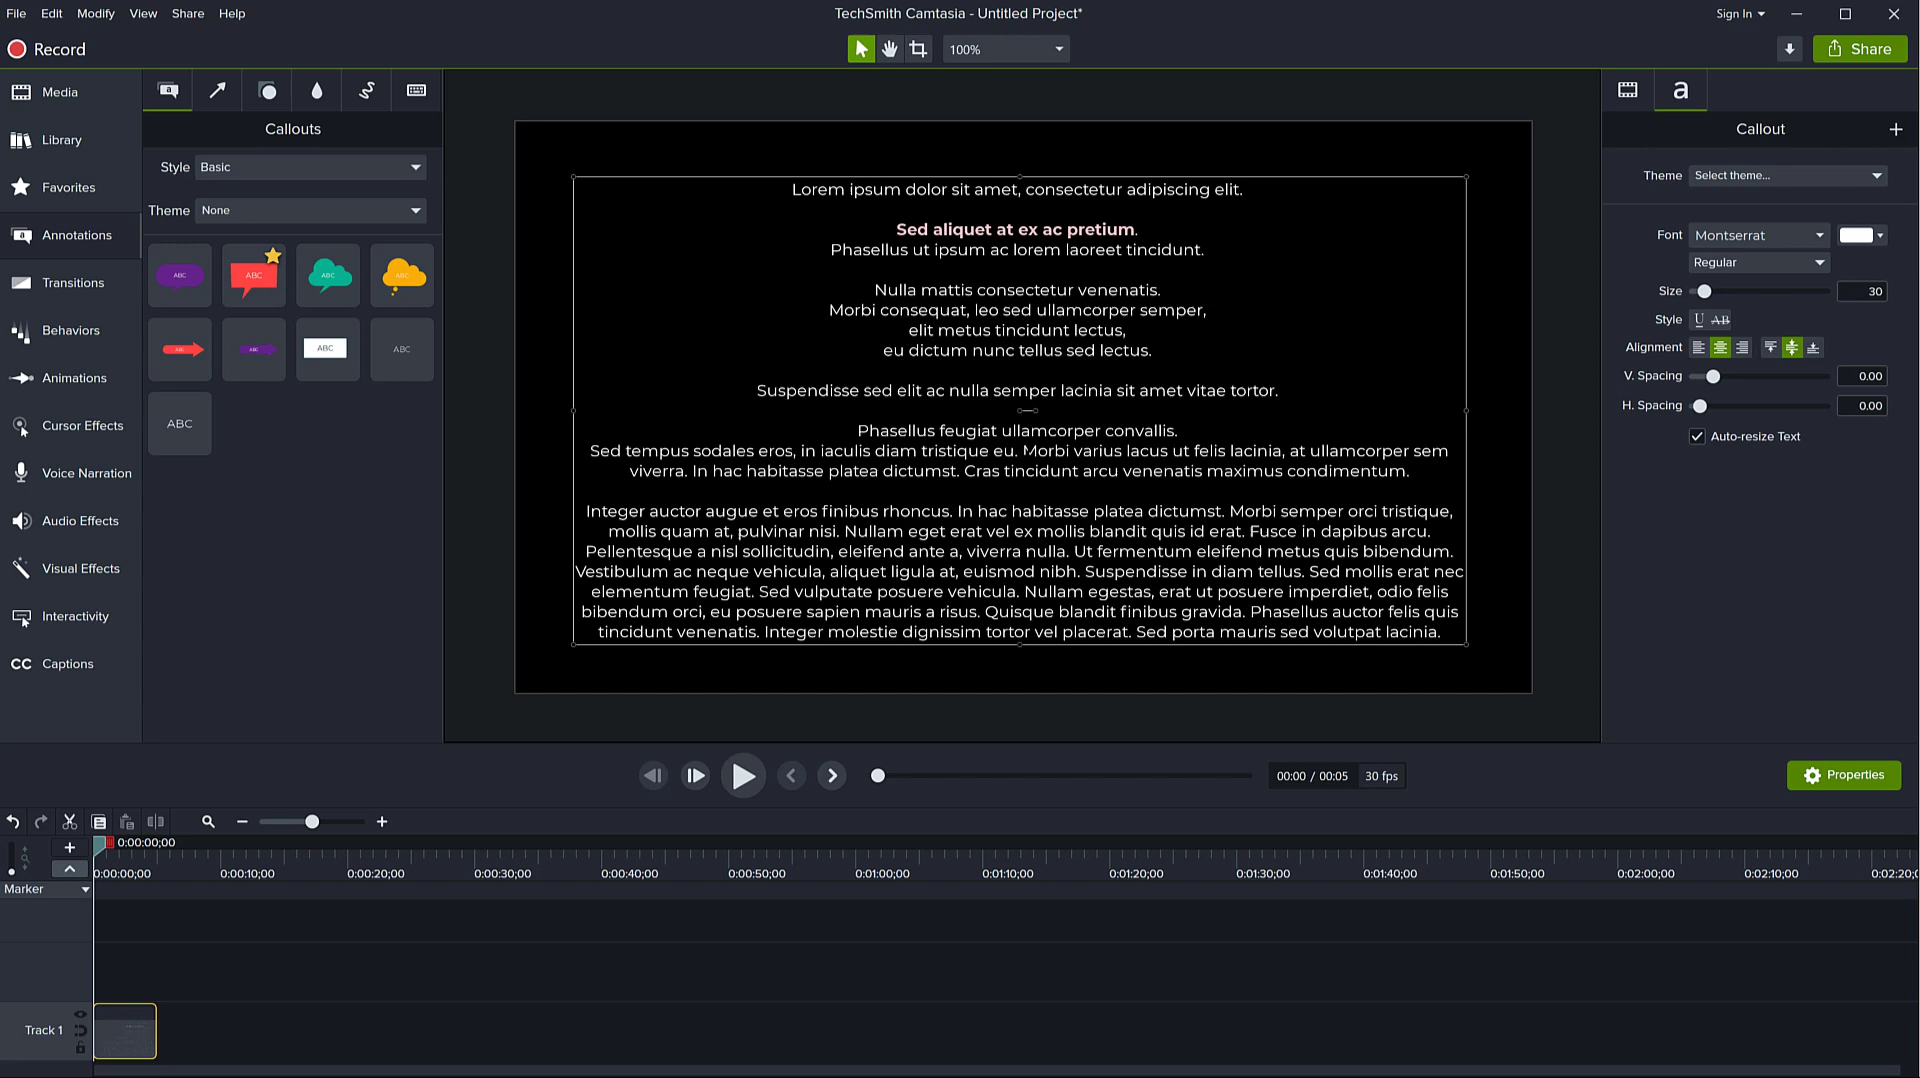 File Edit Modify View Share Help
TechSmith Camtasia - Untitled Project*
Sign In
Record
100%
Share
Media
Library
Favorites
Annotations
Transitions
Behaviors
Animations
Cursor Effects
Voice Narration
Audio Effects
Visual Effects
Interactivity
CC Captions
a
Callouts
Style Basic
Theme None
ABC ABC ABC ABC
ABC ABC ABC ABC
ABC
Lorem ipsum dolor sit amet, consectetur adipiscing elit.
Sed aliquet at ex ac pretium.
Phasellus ut ipsum ac lorem laoreet tincidunt.
Nulla mattis consectetur venenatis.
Morbi consequat, leo sed ullamcorper semper,
elit metus tincidunt lectus,
eu dictum nunc tellus sed lectus.
Suspendisse sed elit ac nulla semper lacinia sit amet vitae tortor.
Phasellus feugiat ullamcorper convallis.
Sed tempus sodales eros, in iaculis diam tristique eu. Morbi varius lacus ut felis lacinia, at ullamcorper sem
viverra. In hac habitasse platea dictumst. Cras tincidunt arcu venenatis maximus condimentum.
Integer auctor augue et eros finibus rhoncus. In hac habitasse platea dictumst. Morbi semper orci tristique,
mollis quam at, pulvinar nisi. Nullam eget erat vel ex mollis blandit quis id erat. Fusce in dapibus arcu.
Pellentesque a nisl sollicitudin, eleifend ante a, viverra nulla. Ut fermentum eleifend metus quis bibendum.
Vestibulum ac neque vehicula, aliquet ligula at, euismod nibh. Suspendisse in diam tellus. Sed mollis erat nec
elementum feugiat. Sed vulputate posuere vehicula. Nullam egestas, erat ut posuere imperdiet, odio felis
bibendum orci, eu posuere sapien mauris a risus. Quisque blandit finibus gravida. Phasellus auctor felis quis
tincidunt venenatis. Integer molestie dignissim tortor vel placerat. Sed porta mauris sed volutpat lacinia.
a
Callout
Theme Select theme...
Font Montserrat
Regular
Size 30
Style U AB
Alignment
V. Spacing 0.00
H. Spacing 0.00
Auto-resize Text
00:00 / 00:05 30 fps
Properties
0:00:00;00
0:00:00;00 0:00:10;00 0:00:20;00 0:00:30;00 0:00:40;00 0:00:50;00 0:01:00;00 0:01:10;00 0:01:20;00 0:01:30;00 0:01:40;00 0:01:50;00 0:02:00;00 0:02:10;00 0:02:20;0
Marker
Track 1